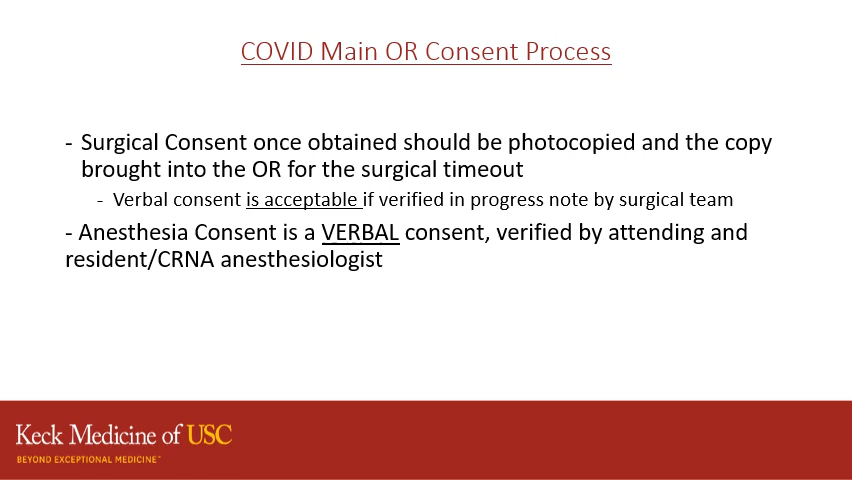 COVID Main OR Consent Process
- Surgical Consent once obtained should be photocopied and the copy
brought into the OR for the surgical timeout
- Verbal consent is acceptable if verified in progress note by surgical team
- Anesthesia Consent is a VERBAL consent, verified by attending and
resident/CRNA anesthesiologist
Keck Medicine of USC
BEYOND EXCEPTIONAL MEDICINE™